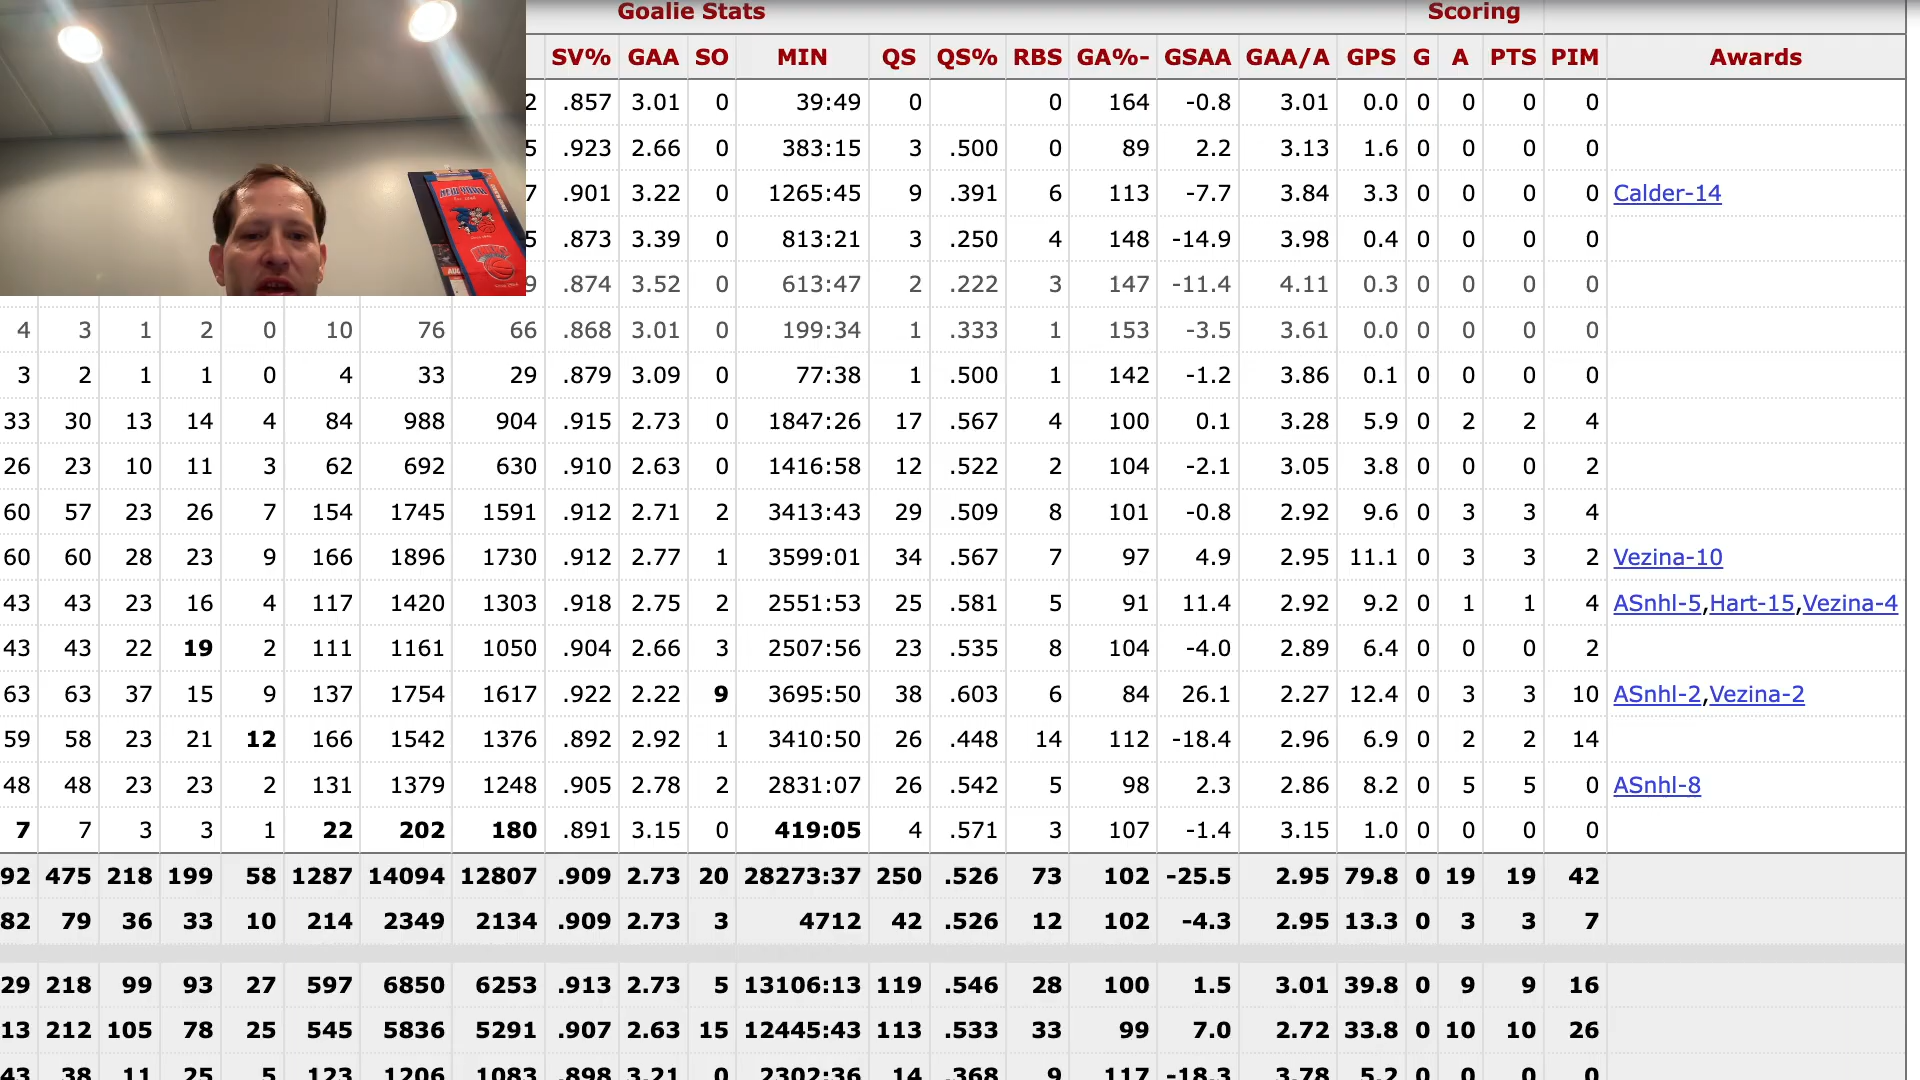 Goalie Stats Scoring
SV% GAA SO MIN QS QS% RBS GA%- GSAA GAA/A GPS G A PTS PIM Awards
2 .857 3.01 0 39:49 0 0 164 -0.8 3.01 0.0 0 0 0 0
5 .923 2.66 0 383:15 3 .500 0 89 2.2 3.13 1.6 0 0 0 0
7 .901 3.22 0 1265:45 9 .391 6 113 -7.7 3.84 3.3 0 0 0 0 Calder-14
5 .873 3.39 0 813:21 3 .250 4 148 -14.9 3.98 0.4 0 0 0 0
9 .874 3.52 0 613:47 2 .222 3 147 -11.4 4.11 0.3 0 0 0 0
4 3 1 2 0 10 76 66 .868 3.01 0 199:34 1 .333 1 153 -3.5 3.61 0.0 0 0 0 0
3 2 1 1 0 4 33 29 .879 3.09 0 77:38 1 .500 1 142 -1.2 3.86 0.1 0 0 0 0
33 30 13 14 4 84 988 904 .915 2.73 0 1847:26 17 .567 4 100 0.1 3.28 5.9 0 2 2 4
26 23 10 11 3 62 692 630 .910 2.63 0 1416:58 12 .522 2 104 -2.1 3.05 3.8 0 0 0 2
60 57 23 26 7 154 1745 1591 .912 2.71 2 3413:43 29 .509 8 101 -0.8 2.92 9.6 0 3 3 4
60 60 28 23 9 166 1896 1730 .912 2.77 1 3599:01 34 .567 7 97 4.9 2.95 11.1 0 3 3 2 Vezina-10
43 43 23 16 4 117 1420 1303 .918 2.75 2 2551:53 25 .581 5 91 11.4 2.92 9.2 0 1 1 4 ASnhl-5,Hart-15,Vezina-4
43 43 22 19 2 111 1161 1050 .904 2.66 3 2507:56 23 .535 8 104 -4.0 2.89 6.4 0 0 0 2
63 63 37 15 9 137 1754 1617 .922 2.22 9 3695:50 38 .603 6 84 26.1 2.27 12.4 0 3 3 10 ASnhl-2,Vezina-2
59 58 23 21 12 166 1542 1376 .892 2.92 1 3410:50 26 .448 14 112 -18.4 2.96 6.9 0 2 2 14
48 48 23 23 2 131 1379 1248 .905 2.78 2 2831:07 26 .542 5 98 2.3 2.86 8.2 0 5 5 0 ASnhl-8
7 7 3 3 1 22 202 180 .891 3.15 0 419:05 4 .571 3 107 -1.4 3.15 1.0 0 0 0 0
92 475 218 199 58 1287 14094 12807 .909 2.73 20 28273:37 250 .526 73 102 -25.5 2.95 79.8 0 19 19 42
82 79 36 33 10 214 2349 2134 .909 2.73 3 4712 42 .526 12 102 -4.3 2.95 13.3 0 3 3 7
29 218 99 93 27 597 6850 6253 .913 2.73 5 13106:13 119 .546 28 100 1.5 3.01 39.8 0 9 9 16
13 212 105 78 25 545 5836 5291 .907 2.63 15 12445:43 113 .533 33 99 7.0 2.72 33.8 0 10 10 26
43 38 11 25 5 123 1206 1083 .898 3.21 0 2302:36 14 .368 9 117 -18.3 3.78 5.2 0 0 0 0